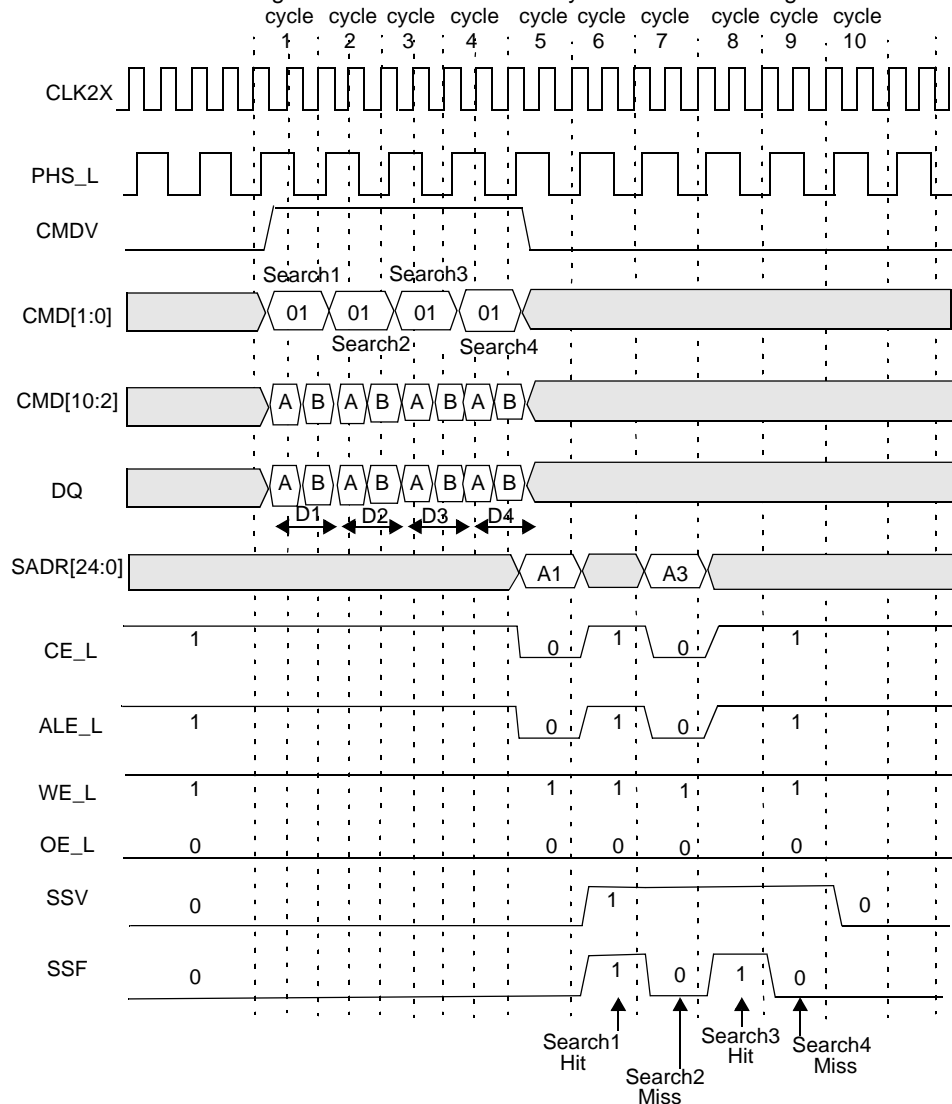 cycle cycle cycle cycle cycle cycle cycle cycle cycle cycle
1 2 3 4 5 6 7 8 9 10
CLK2X
PHS_L
CMDV
Search1 Search3
CMD[1:0] 01 01 01 01
Search2 Search4
CMD[10:2] A B A B A B A B
DQ A B A B A B A B
D1 D2 D3 D4
SADR[24:0] A1 A3
CE_L 1 0 1 0 1
ALE_L 1 0 1 0 1
WE_L 1 1 1 1 1
OE_L 0 0 0 0 0
SSV 0 1 0
SSF 0 1 0 1 0
Search1
Hit
Search2
Miss
Search3
Hit
Search4
Miss